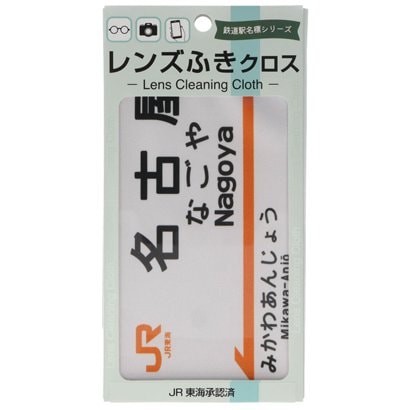 鉄道駅名標シリーズ
レンズふきクロス
– Lens Cleaning Cloth –
名古屋
なごや
Nagoya
みかわあんじょう
Mikawa-Anjō
JR
JR東海
JR東海承認済